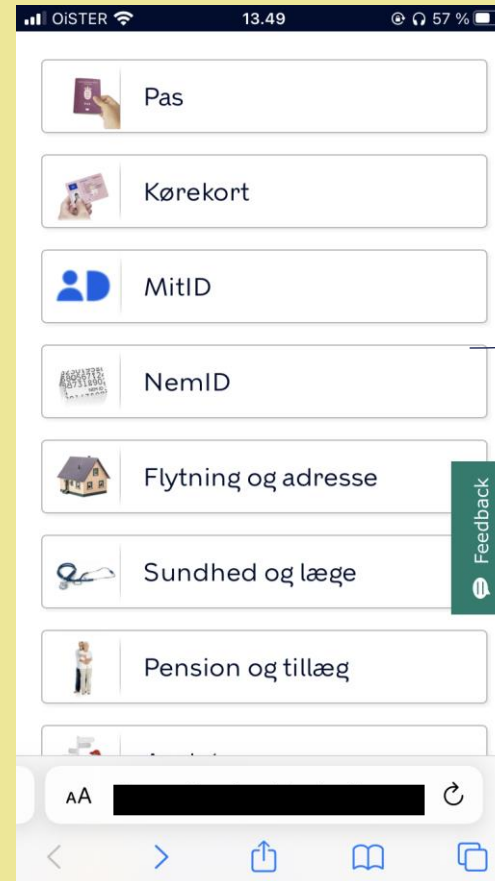 OiSTER 13.49 57 %
Pas
Kørekort
MitID
NemID
Flytning og adresse
Feedback
Sundhed og læge
Pension og tillæg
AA